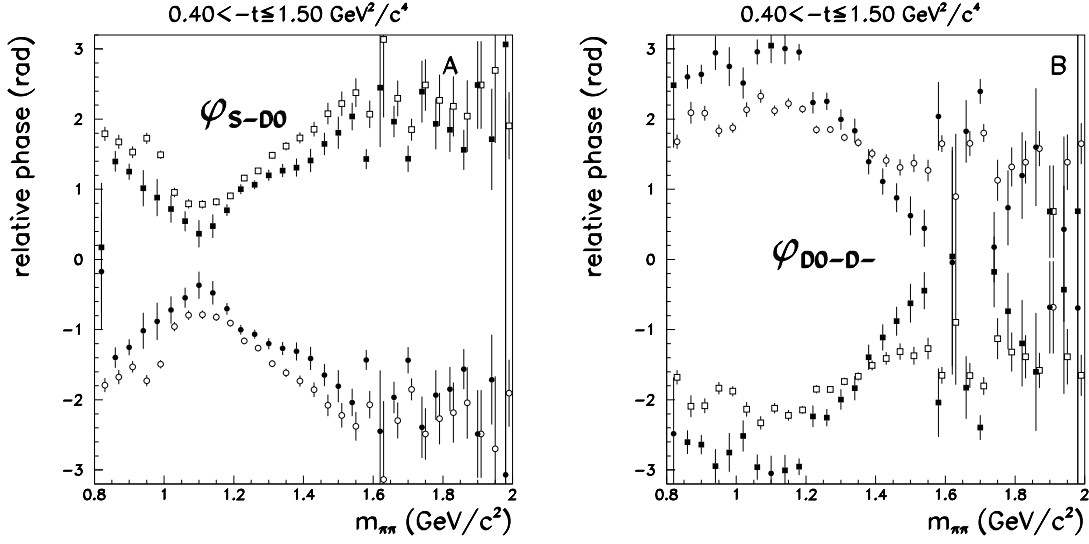 0.40<-t≦1.50 GeV²/c⁴
relative phase (rad)
3
2
1
0
-1
-2
-3
A
φS-D0
0.8
1
1.2
1.4
1.6
1.8
2
mππ (GeV/c²)
0.40<-t≦1.50 GeV²/c⁴
relative phase (rad)
3
2
1
0
-1
-2
-3
B
φD0-D-
0.8
1
1.2
1.4
1.6
1.8
2
mππ (GeV/c²)